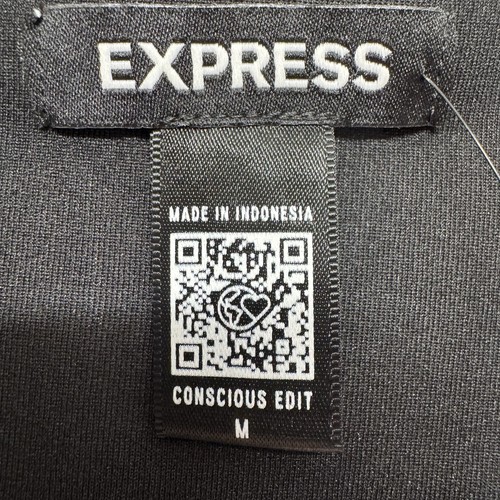 EXPRESS
MADE IN INDONESIA
CONSCIOUS EDIT
M